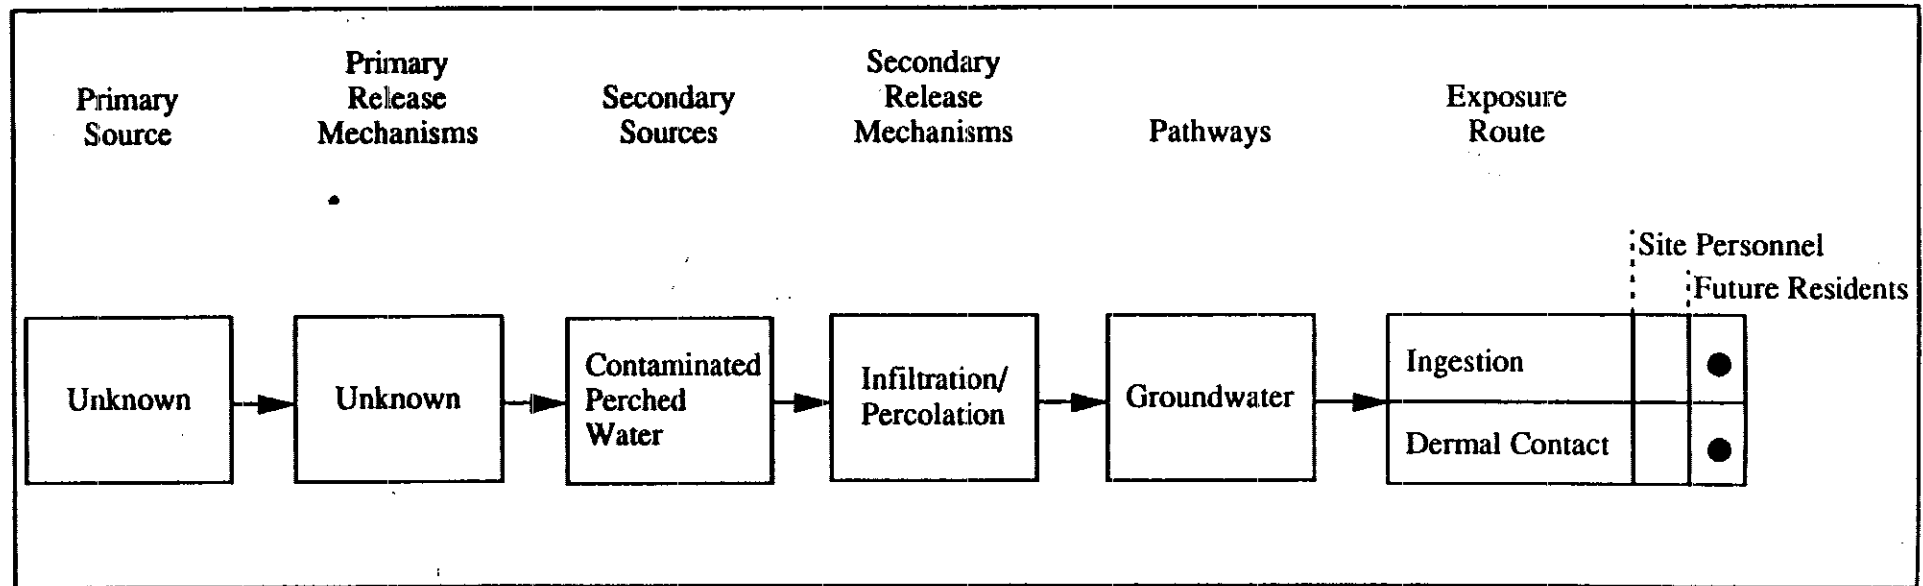 Primary
Source
Primary
Release
Mechanisms
Secondary
Sources
Secondary
Release
Mechanisms
Pathways
Exposure
Route
Site Personnel
Future Residents
Unknown
Unknown
Contaminated
Perched
Water
Infiltration/
Percolation
Groundwater
Ingestion
Dermal Contact